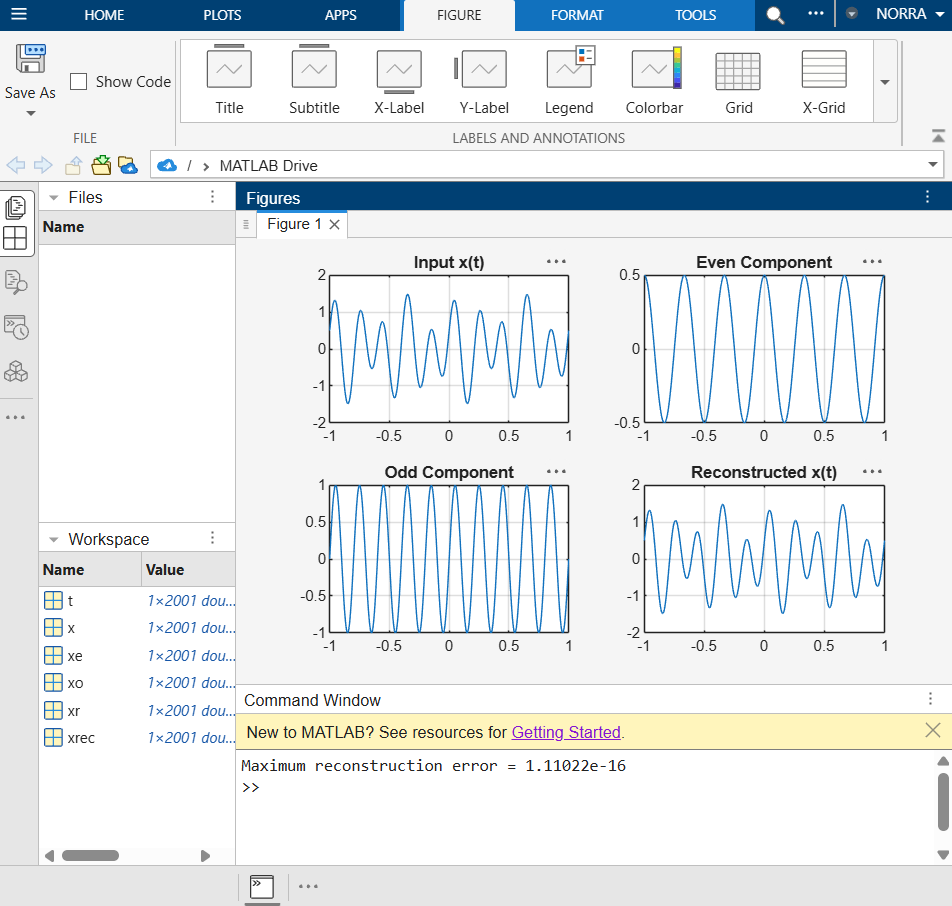 HOME PLOTS APPS FIGURE FORMAT TOOLS NORRA
Save As
Show Code
Title Subtitle X-Label Y-Label Legend Colorbar Grid X-Grid
FILE LABELS AND ANNOTATIONS
/ › MATLAB Drive
Files
Name
Figures
Figure 1
Input x(t)
2
1
0
-1
-2
-1 -0.5 0 0.5 1
Even Component
0.5
0
-0.5
-1 -0.5 0 0.5 1
Odd Component
1
0.5
0
-0.5
-1
-1 -0.5 0 0.5 1
Reconstructed x(t)
2
1
0
-1
-2
-1 -0.5 0 0.5 1
Workspace
Name Value
t 1×2001 dou...
x 1×2001 dou...
xe 1×2001 dou...
xo 1×2001 dou...
xr 1×2001 dou...
xrec 1×2001 dou...
Command Window
New to MATLAB? See resources for Getting Started.
Maximum reconstruction error = 1.11022e-16
>>